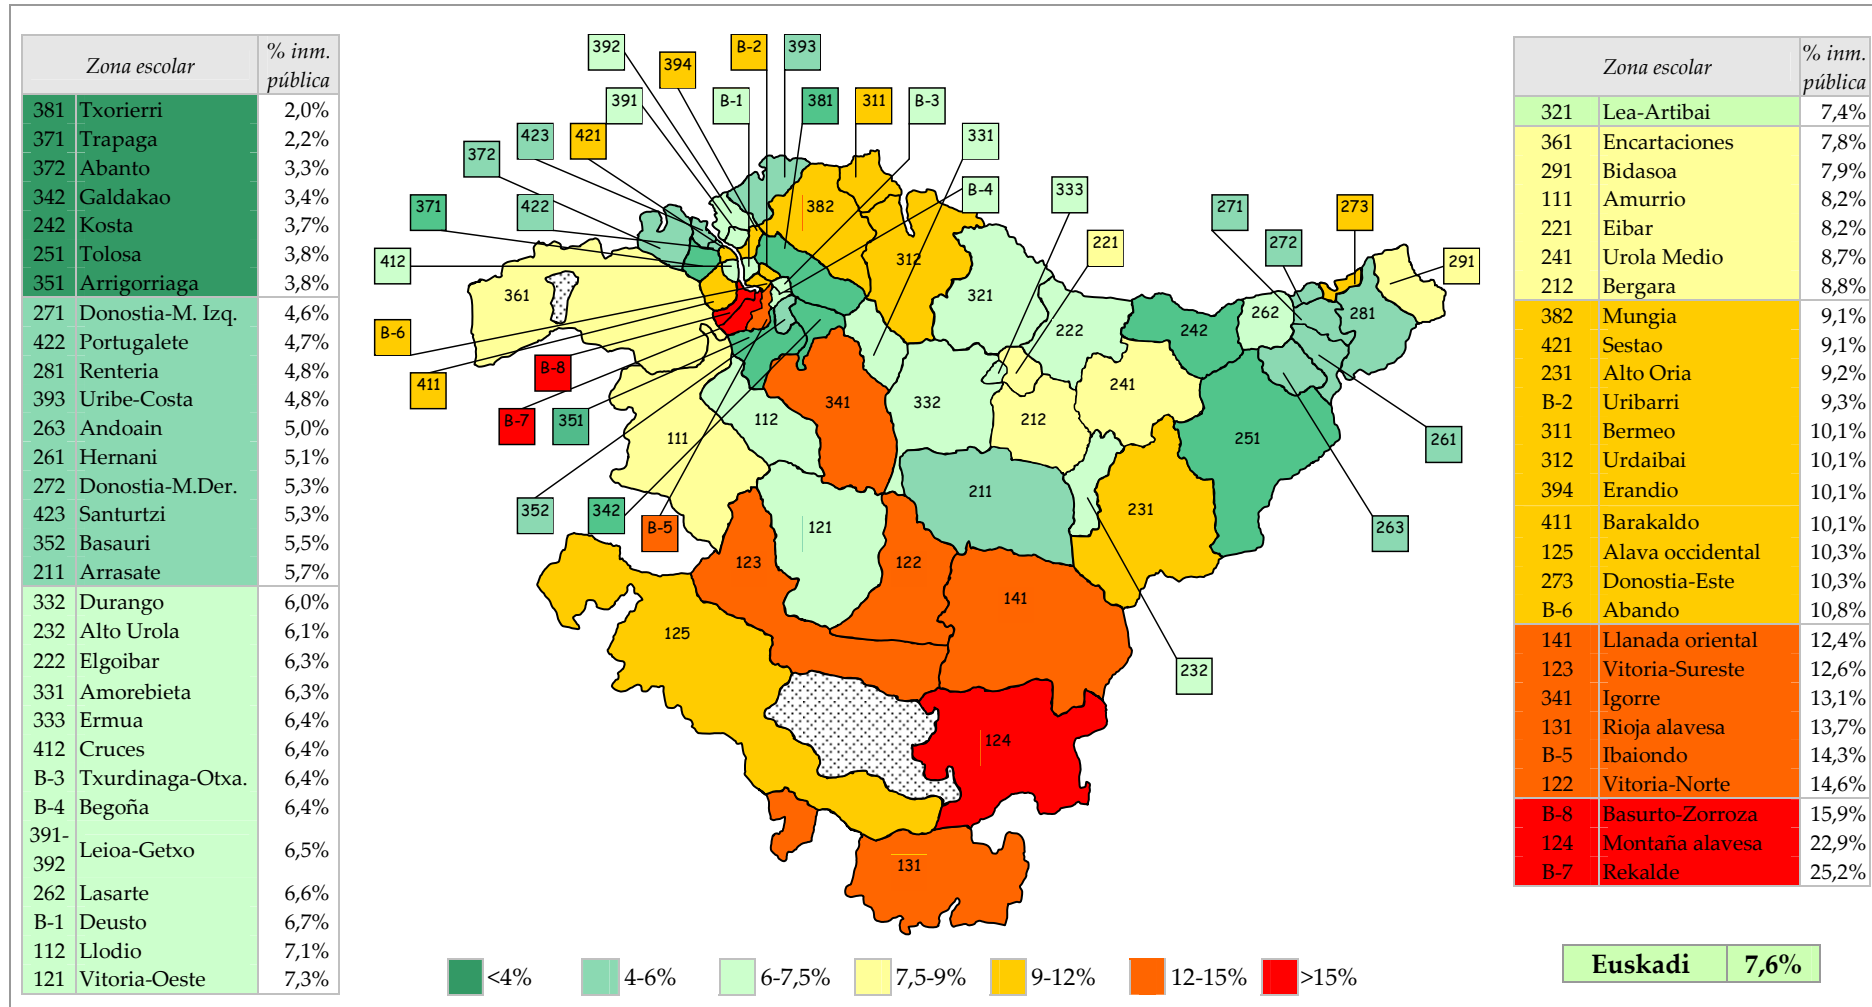 Zona escolar % inm. pública
381 Txorierri 2,0%
371 Trapaga 2,2%
372 Abanto 3,3%
342 Galdakao 3,4%
242 Kosta 3,7%
251 Tolosa 3,8%
351 Arrigorriaga 3,8%
271 Donostia-M. Izq. 4,6%
422 Portugalete 4,7%
281 Renteria 4,8%
393 Uribe-Costa 4,8%
263 Andoain 5,0%
261 Hernani 5,1%
272 Donostia-M.Der. 5,3%
423 Santurtzi 5,3%
352 Basauri 5,5%
211 Arrasate 5,7%
332 Durango 6,0%
232 Alto Urola 6,1%
222 Elgoibar 6,3%
331 Amorebieta 6,3%
333 Ermua 6,4%
412 Cruces 6,4%
B-3 Txurdinaga-Otxa. 6,4%
B-4 Begoña 6,4%
391-392 Leioa-Getxo 6,5%
262 Lasarte 6,6%
B-1 Deusto 6,7%
112 Llodio 7,1%
121 Vitoria-Oeste 7,3%
392
394
B-2
393
391
B-1
381
311
B-3
423
421
331
372
B-4
333
371
422
382
271
273
221
272
412
312
291
361
321
222
242
262
281
B-6
B-8
411
241
B-7
351
112
341
332
212
111
251
261
352
342
B-5
211
121
231
263
123
122
141
125
232
124
131
<4%
4-6%
6-7,5%
7,5-9%
9-12%
12-15%
>15%
Zona escolar % inm. pública
321 Lea-Artibai 7,4%
361 Encartaciones 7,8%
291 Bidasoa 7,9%
111 Amurrio 8,2%
221 Eibar 8,2%
241 Urola Medio 8,7%
212 Bergara 8,8%
382 Mungia 9,1%
421 Sestao 9,1%
231 Alto Oria 9,2%
B-2 Uribarri 9,3%
311 Bermeo 10,1%
312 Urdaibai 10,1%
394 Erandio 10,1%
411 Barakaldo 10,1%
125 Alava occidental 10,3%
273 Donostia-Este 10,3%
B-6 Abando 10,8%
141 Llanada oriental 12,4%
123 Vitoria-Sureste 12,6%
341 Igorre 13,1%
131 Rioja alavesa 13,7%
B-5 Ibaiondo 14,3%
122 Vitoria-Norte 14,6%
B-8 Basurto-Zorroza 15,9%
124 Montaña alavesa 22,9%
B-7 Rekalde 25,2%
Euskadi 7,6%